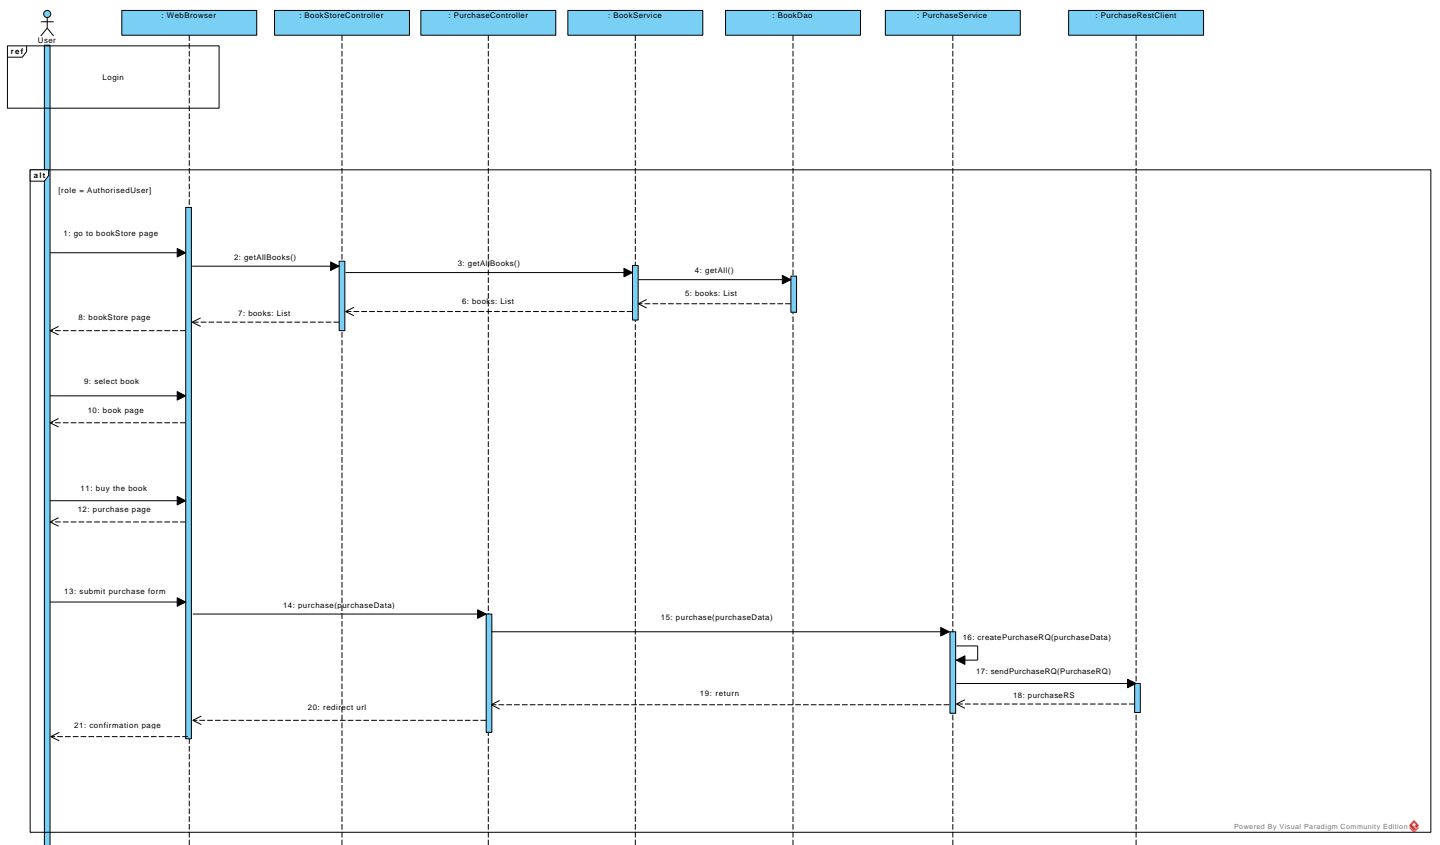 : WebBrowser
: BookStoreController
: PurchaseController
: BookService
: BookDao
: PurchaseService
: PurchaseRestClient
User
ref
Login
alt
[role = AuthorisedUser]
1: go to bookStore page
2: getAllBooks()
3: getAllBooks()
4: getAll()
5: books: List
6: books: List
7: books: List
8: bookStore page
9: select book
10: book page
11: buy the book
12: purchase page
13: submit purchase form
14: purchase(purchaseData)
15: purchase(purchaseData)
16: createPurchaseRQ(purchaseData)
17: sendPurchaseRQ(PurchaseRQ)
18: purchaseRS
19: return
20: redirect url
21: confirmation page
Powered By Visual Paradigm Community Edition